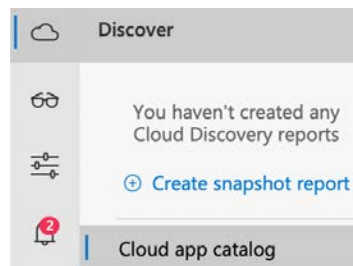 Discover
You haven't created any
Cloud Discovery reports
Create snapshot report
2
Cloud app catalog